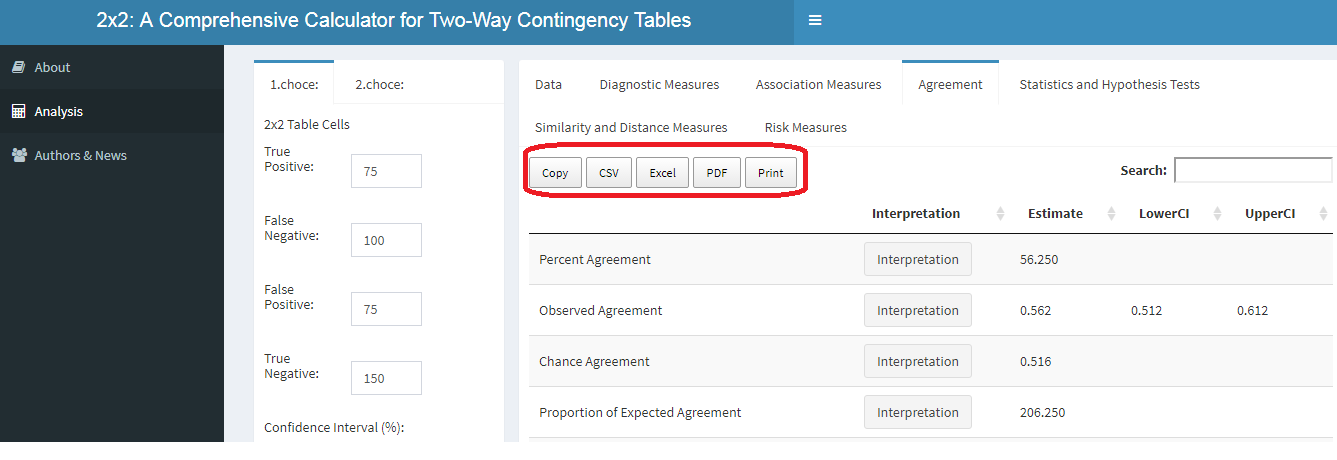 2x2: A Comprehensive Calculator for Two-Way Contingency Tables
About
Analysis
Authors & News
1.choce:
2.choce:
2x2 Table Cells
True
Positive:
75
False
Negative:
100
False
Positive:
75
True
Negative:
150
Confidence Interval (%):
Data
Diagnostic Measures
Association Measures
Agreement
Statistics and Hypothesis Tests
Similarity and Distance Measures
Risk Measures
Copy
CSV
Excel
PDF
Print
Search:
Interpretation Estimate LowerCI UpperCI
Percent Agreement Interpretation 56.250
Observed Agreement Interpretation 0.562 0.512 0.612
Chance Agreement Interpretation 0.516
Proportion of Expected Agreement Interpretation 206.250